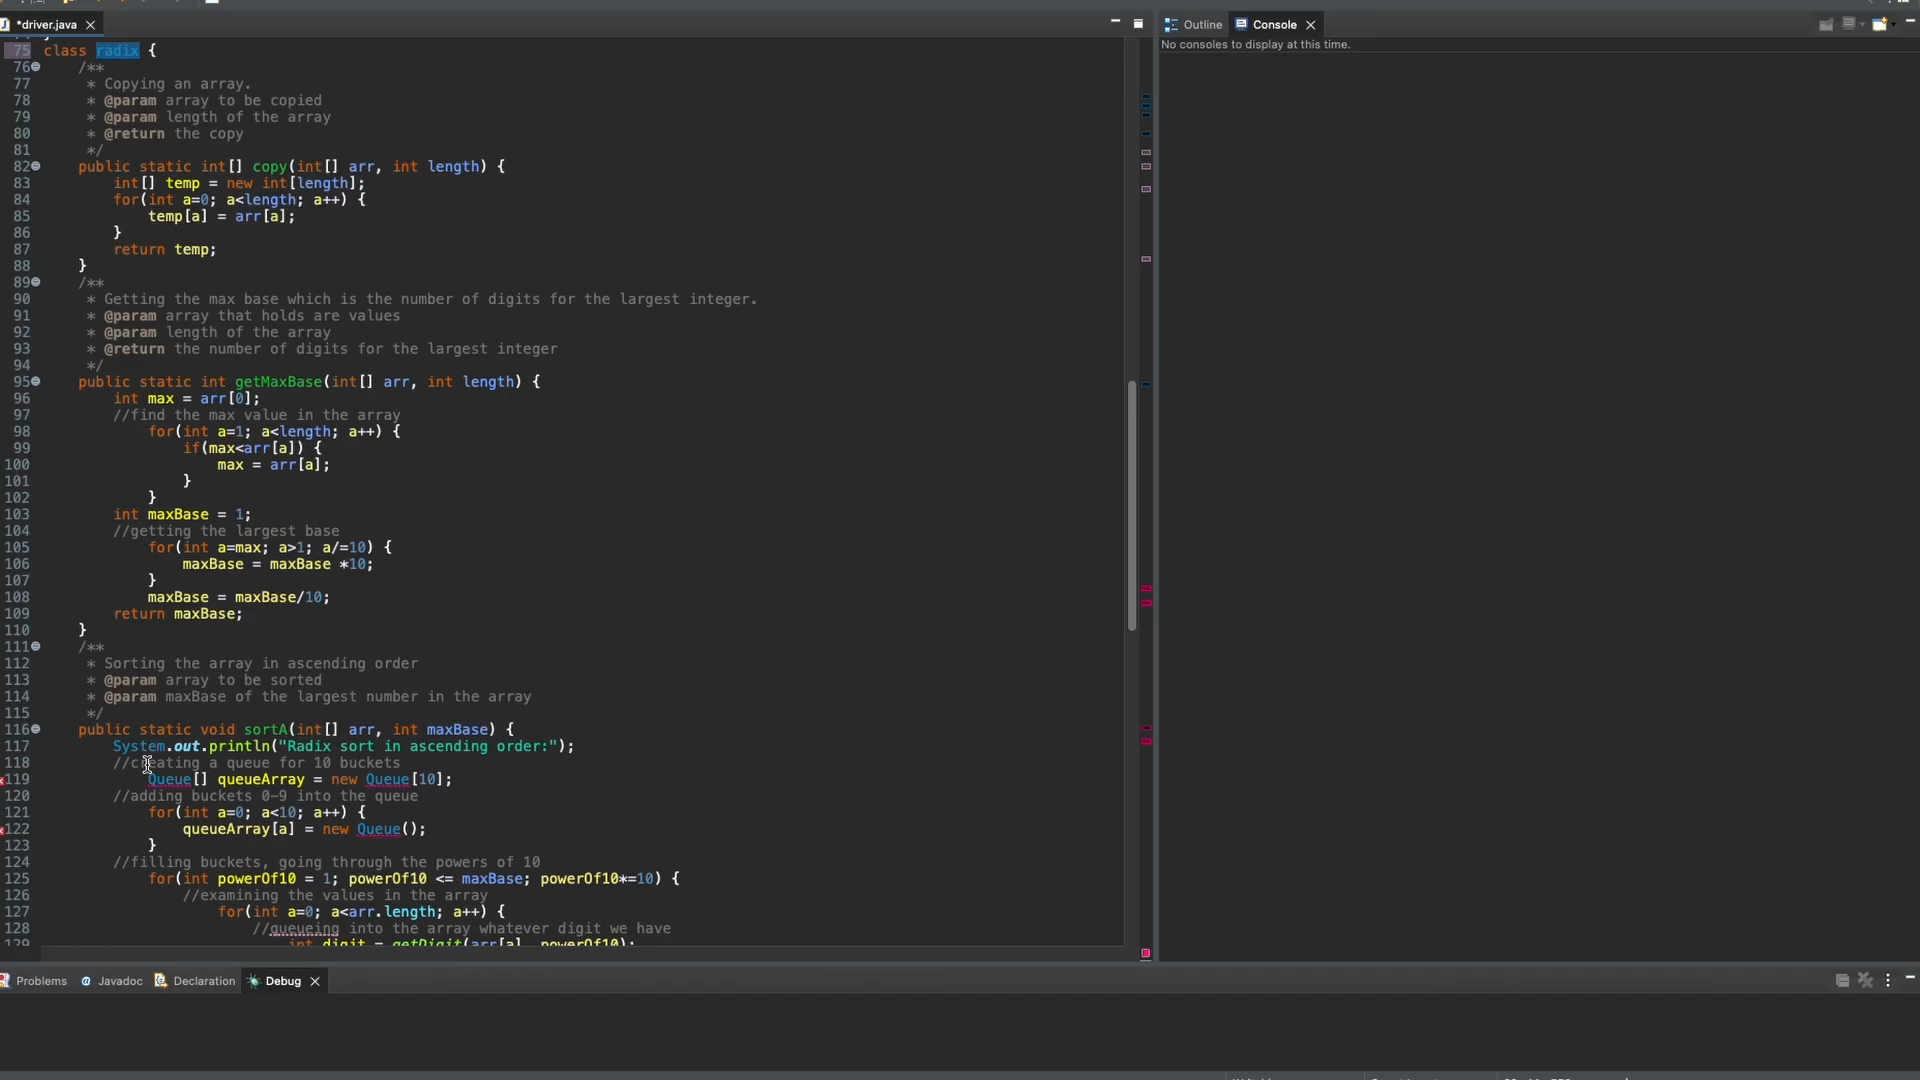 *driver.java
Outline
Console
No consoles to display at this time.
75 class radix {
76 /**
77 * Copying an array.
78 * @param array to be copied
79 * @param length of the array
80 * @return the copy
81 */
82 public static int[] copy(int[] arr, int length) {
83 int[] temp = new int[length];
84 for(int a=0; a<length; a++) {
85 temp[a] = arr[a];
86 }
87 return temp;
88 }
89 /**
90 * Getting the max base which is the number of digits for the largest integer.
91 * @param array that holds are values
92 * @param length of the array
93 * @return the number of digits for the largest integer
94 */
95 public static int getMaxBase(int[] arr, int length) {
96 int max = arr[0];
97 //find the max value in the array
98 for(int a=1; a<length; a++) {
99 if(max<arr[a]) {
100 max = arr[a];
101 }
102 }
103 int maxBase = 1;
104 //getting the largest base
105 for(int a=max; a>1; a/=10) {
106 maxBase = maxBase *10;
107 }
108 maxBase = maxBase/10;
109 return maxBase;
110 }
111 /**
112 * Sorting the array in ascending order
113 * @param array to be sorted
114 * @param maxBase of the largest number in the array
115 */
116 public static void sortA(int[] arr, int maxBase) {
117 System.out.println("Radix sort in ascending order:");
118 //creating a queue for 10 buckets
119 Queue[] queueArray = new Queue[10];
120 //adding buckets 0-9 into the queue
121 for(int a=0; a<10; a++) {
122 queueArray[a] = new Queue();
123 }
124 //filling buckets, going through the powers of 10
125 for(int powerOf10 = 1; powerOf10 <= maxBase; powerOf10*=10) {
126 //examining the values in the array
127 for(int a=0; a<arr.length; a++) {
128 //queueing into the array whatever digit we have
129 int digit = getDigit(arr[a], powerOf10);
Problems
Javadoc
Declaration
Debug